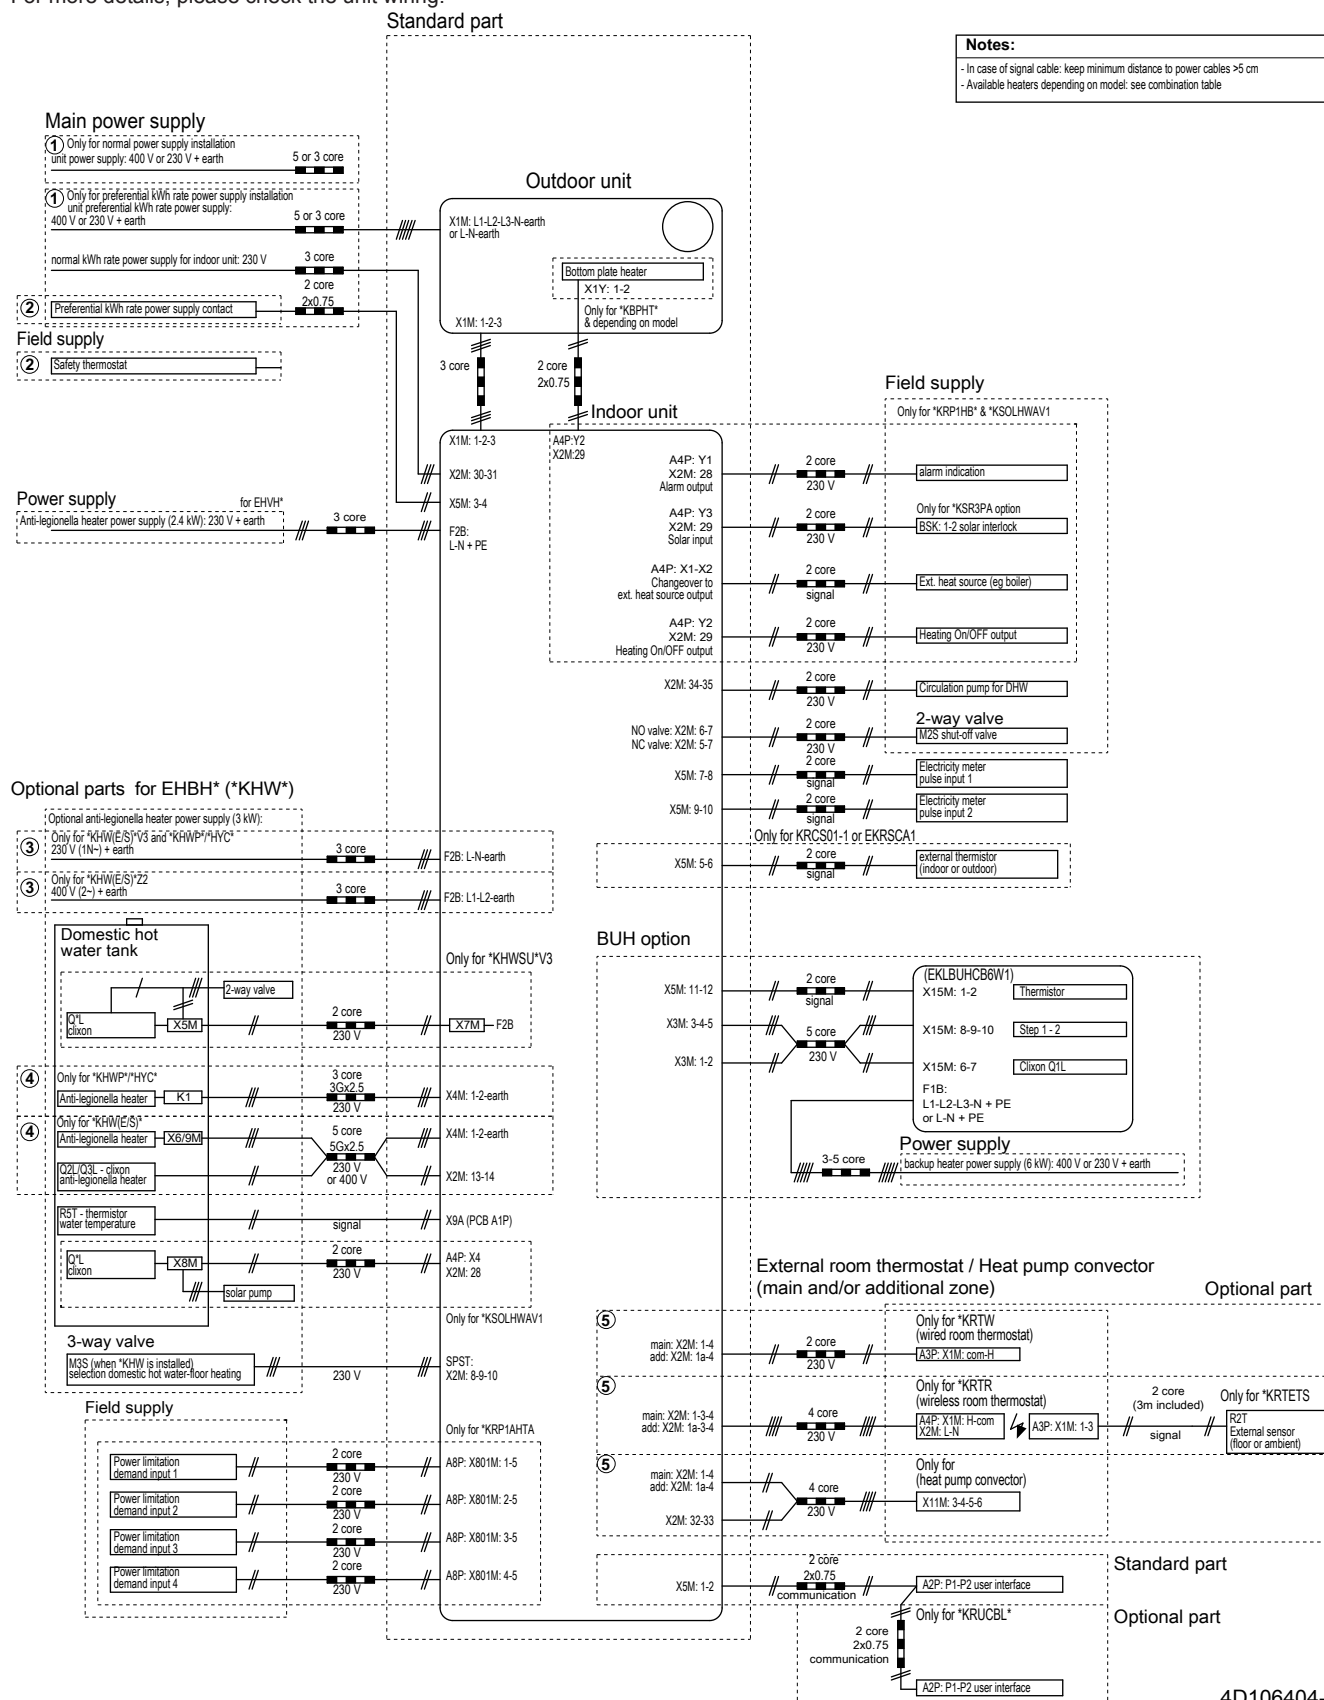 For more details, please check the unit wiring.
Standard part
Notes:
- In case of signal cable: keep minimum distance to power cables >5 cm
- Available heaters depending on model: see combination table
Main power supply
① Only for normal power supply installation
unit power supply: 400 V or 230 V + earth
5 or 3 core
① Only for preferential kWh rate power supply installation
unit preferential kWh rate power supply:
400 V or 230 V + earth
5 or 3 core
normal kWh rate power supply for indoor unit: 230 V
3 core
2 core
② Preferential kWh rate power supply contact
2x0.75
Field supply
② Safety thermostat
Outdoor unit
X1M: L1-L2-L3-N-earth
or L-N-earth
Bottom plate heater
X1Y: 1-2
Only for *KBPHT*
& depending on model
X1M: 1-2-3
3 core
2 core
2x0.75
Indoor unit
X1M: 1-2-3
A4P:Y2
X2M:29
X2M: 30-31
X5M: 3-4
F2B:
L-N + PE
Power supply
for EHVH*
Anti-legionella heater power supply (2.4 kW): 230 V + earth
3 core
Field supply
Only for *KRP1HB* & *KSOLHWAV1
A4P: Y1
X2M: 28
Alarm output
2 core
230 V
alarm indication
A4P: Y3
X2M: 29
Solar input
2 core
230 V
Only for *KSR3PA option
BSK: 1-2 solar interlock
A4P: X1-X2
Changeover to
ext. heat source output
2 core
signal
Ext. heat source (eg boiler)
A4P: Y2
X2M: 29
Heating On/OFF output
2 core
230 V
Heating On/OFF output
X2M: 34-35
2 core
230 V
Circulation pump for DHW
2-way valve
NO valve: X2M: 6-7
NC valve: X2M: 5-7
2 core
230 V
M2S shut-off valve
X5M: 7-8
2 core
signal
Electricity meter
pulse input 1
X5M: 9-10
2 core
signal
Electricity meter
pulse input 2
Only for KRCS01-1 or EKRSCA1
X5M: 5-6
2 core
signal
external thermistor
(indoor or outdoor)
Optional parts for EHBH* (*KHW*)
Optional anti-legionella heater power supply (3 kW):
③ Only for *KHW(E/S)*V3 and *KHWP*/*HYC*
230 V (1N~) + earth
3 core
F2B: L-N-earth
③ Only for *KHW(E/S)*Z2
400 V (2~) + earth
3 core
F2B: L1-L2-earth
Domestic hot
water tank
Only for *KHWSU*V3
2-way valve
Q*L
clixon
X5M
2 core
230 V
X7M
F2B
④ Only for *KHWP*/*HYC*
Anti-legionella heater
K1
3 core
3Gx2.5
230 V
X4M: 1-2-earth
④ Only for *KHW(E/S)*
Anti-legionella heater
X6/9M
5 core
5Gx2.5
230 V
or 400 V
X4M: 1-2-earth
Q2L/Q3L - clixon
anti-legionella heater
X2M: 13-14
R5T - thermistor
water temperature
signal
X9A (PCB A1P)
Q*L
clixon
X8M
2 core
230 V
A4P: X4
X2M: 28
solar pump
Only for *KSOLHWAV1
3-way valve
M3S (when *KHW is installed)
selection domestic hot water-floor heating
230 V
SPST:
X2M: 8-9-10
Field supply
Only for *KRP1AHTA
Power limitation
demand input 1
2 core
230 V
A8P: X801M: 1-5
Power limitation
demand input 2
2 core
230 V
A8P: X801M: 2-5
Power limitation
demand input 3
2 core
230 V
A8P: X801M: 3-5
Power limitation
demand input 4
2 core
230 V
A8P: X801M: 4-5
BUH option
(EKLBUHCB6W1)
X5M: 11-12
2 core
signal
X15M: 1-2
Thermistor
X3M: 3-4-5
5 core
230 V
X15M: 8-9-10
Step 1 - 2
X3M: 1-2
X15M: 6-7
Clixon Q1L
F1B:
L1-L2-L3-N + PE
or L-N + PE
Power supply
3-5 core
backup heater power supply (6 kW): 400 V or 230 V + earth
External room thermostat / Heat pump convector
(main and/or additional zone)
Optional part
⑤
main: X2M: 1-4
add: X2M: 1a-4
2 core
230 V
Only for *KRTW
(wired room thermostat)
A3P: X1M: com-H
⑤
main: X2M: 1-3-4
add: X2M: 1a-3-4
4 core
230 V
Only for *KRTR
(wireless room thermostat)
A4P: X1M: H-com
X2M: L-N
A3P: X1M: 1-3
2 core
(3m included)
signal
Only for *KRTETS
R2T
External sensor
(floor or ambient)
⑤
main: X2M: 1-4
add: X2M: 1a-4
X2M: 32-33
4 core
230 V
Only for
(heat pump convector)
X11M: 3-4-5-6
Standard part
X5M: 1-2
2 core
2x0.75
communication
A2P: P1-P2 user interface
Optional part
Only for *KRUCBL*
2 core
2x0.75
communication
A2P: P1-P2 user interface
4D106404-